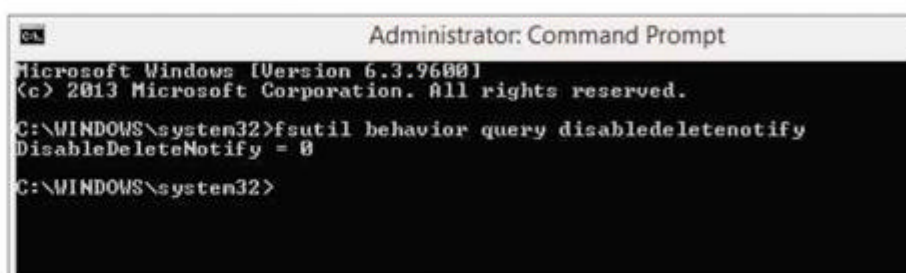 Administrator: Command Prompt
Microsoft Windows [Version 6.3.9600]
(c) 2013 Microsoft Corporation. All rights reserved.
C:\WINDOWS\system32>fsutil behavior query disabledeletenotify
DisableDeleteNotify = 0
C:\WINDOWS\system32>